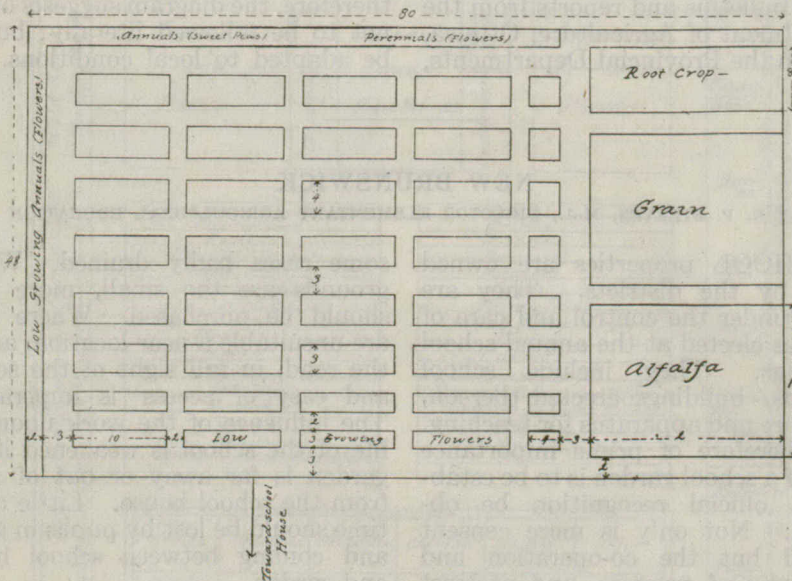 80
Annuals (Sweet Peas) Perennials (Flowers)
Root Crop-
8
Low Growing Annuals (Flowers)
48
4
Grain
3
3
Alfalfa
2
3
2 3 10 2 Low Growing Flowers 4 3
2
Toward School
House